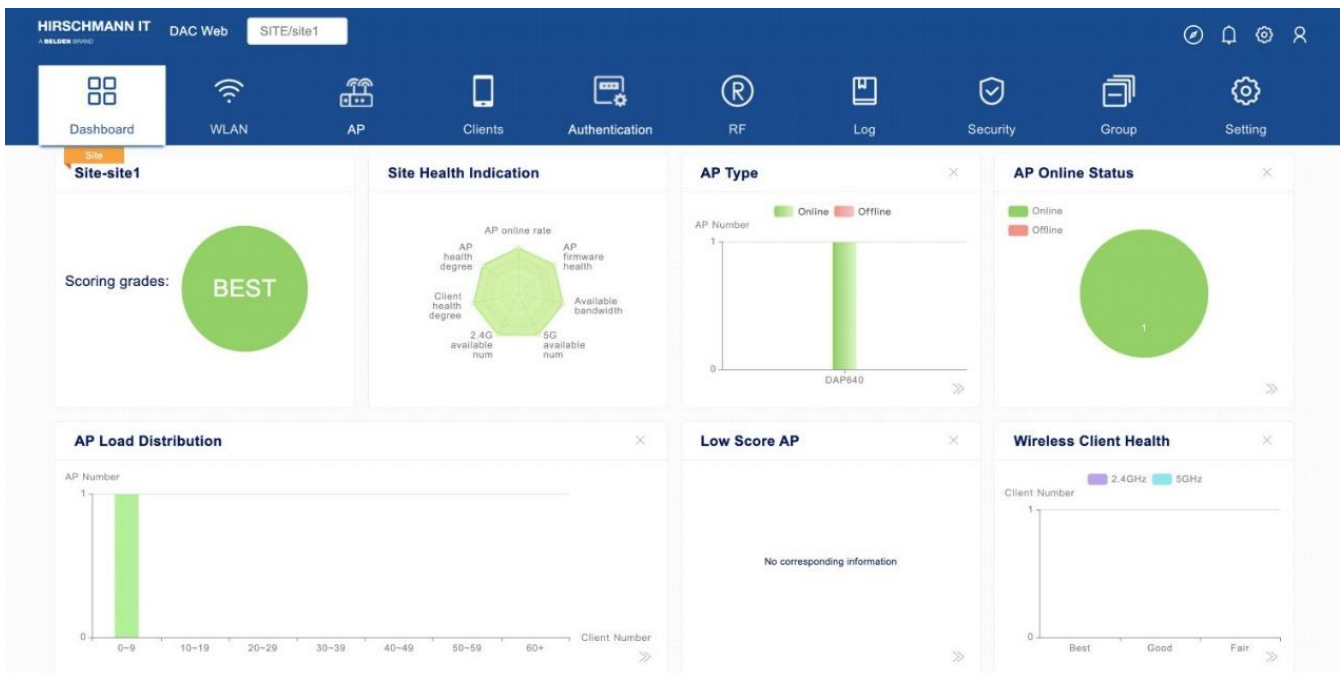 HIRSCHMANN IT
A BELDEN BRAND
DAC Web
SITE/site1
Dashboard
WLAN
AP
Clients
Authentication
RF
Log
Security
Group
Setting
Site
Site-site1
Scoring grades:
BEST
Site Health Indication
AP online rate
AP
health
degree
AP
firmware
health
Client
health
degree
Available
bandwidth
2.4G
available
num
5G
available
num
AP Type
Online
Offline
AP Number
1
0
DAP640
AP Online Status
Online
Offline
1
AP Load Distribution
AP Number
1
0
0~9
10~19
20~29
30~39
40~49
50~59
60+
Client Number
Low Score AP
No corresponding information
Wireless Client Health
2.4GHz
5GHz
Client Number
1
0
Best
Good
Fair